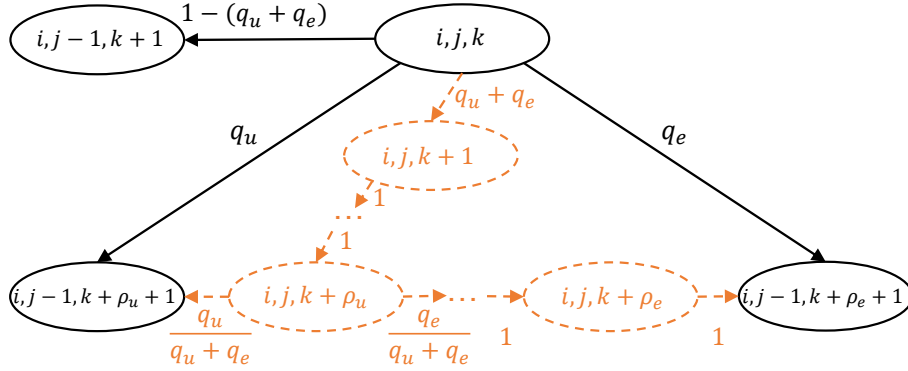 1 − (q_u + q_e)
i, j − 1, k + 1
i, j, k
q_u + q_e
q_u
q_e
i, j, k + 1
1
...
1
i, j − 1, k + ρ_u + 1
i, j, k + ρ_u
...
i, j, k + ρ_e
i, j − 1, k + ρ_e + 1
q_u
q_u + q_e
q_e
q_u + q_e
1
1